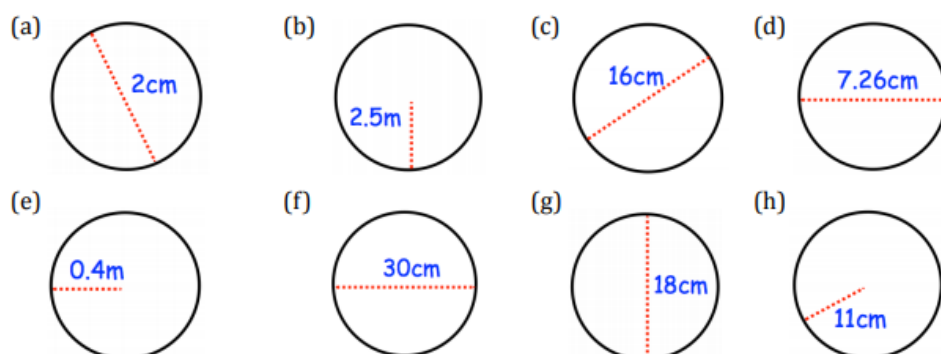 (a) (b) (c) (d)
2cm 2.5m 16cm 7.26cm
(e) (f) (g) (h)
0.4m 30cm 18cm 11cm